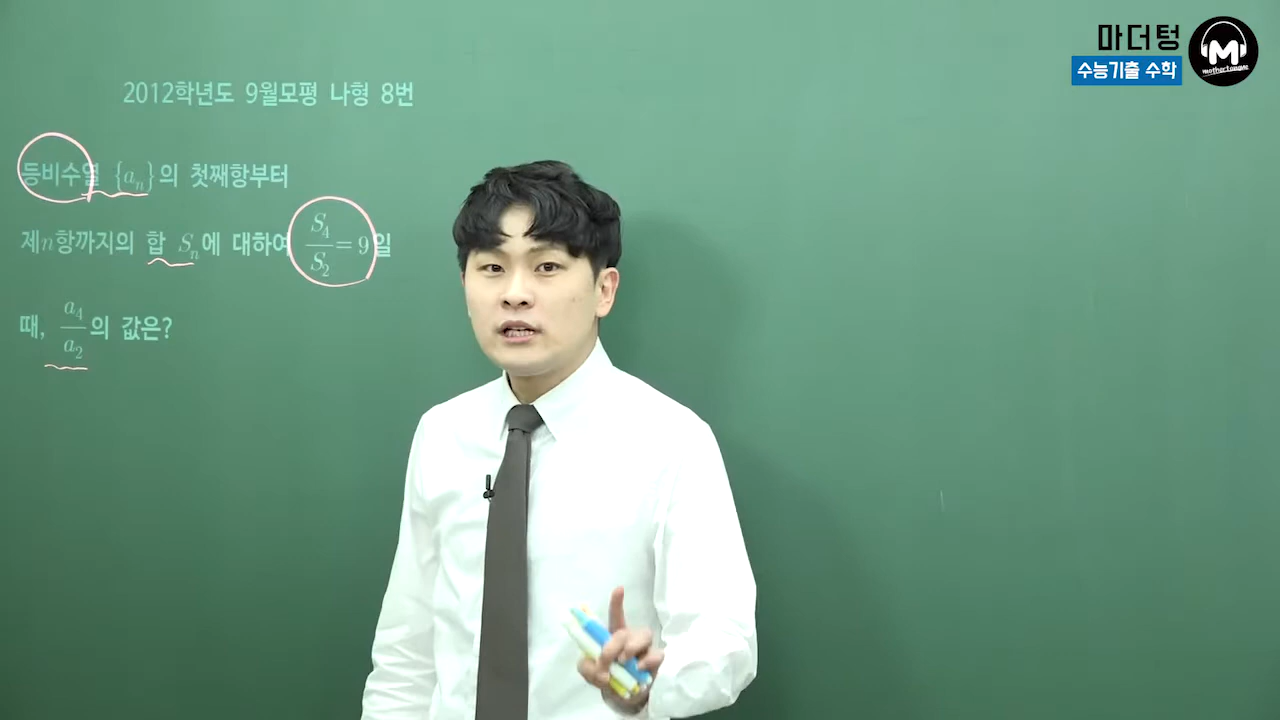 마더텅
수능기출 수학
M
mothertongue
2012학년도 9월모평 나형 8번
등비수열 {aₙ}의 첫째항부터
제n항까지의 합 Sₙ에 대하여 S₄/S₂ = 9일
때, a₄/a₂의 값은?